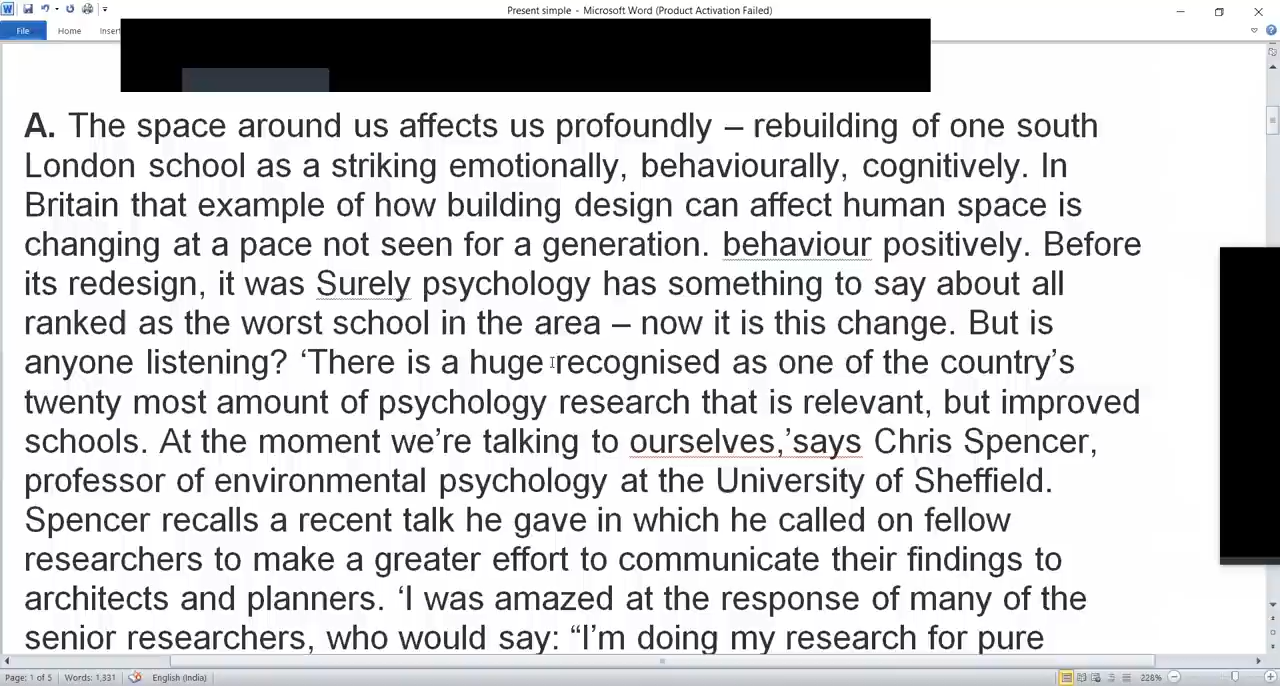 Present simple - Microsoft Word (Product Activation Failed)
File Home Insert
A. The space around us affects us profoundly – rebuilding of one south
London school as a striking emotionally, behaviourally, cognitively. In
Britain that example of how building design can affect human space is
changing at a pace not seen for a generation. behaviour positively. Before
its redesign, it was Surely psychology has something to say about all
ranked as the worst school in the area – now it is this change. But is
anyone listening? ‘There is a huge recognised as one of the country’s
twenty most amount of psychology research that is relevant, but improved
schools. At the moment we’re talking to ourselves,’says Chris Spencer,
professor of environmental psychology at the University of Sheffield.
Spencer recalls a recent talk he gave in which he called on fellow
researchers to make a greater effort to communicate their findings to
architects and planners. ‘I was amazed at the response of many of the
senior researchers, who would say: “I’m doing my research for pure
Page: 1 of 5 Words: 1,331 English (India) 228%